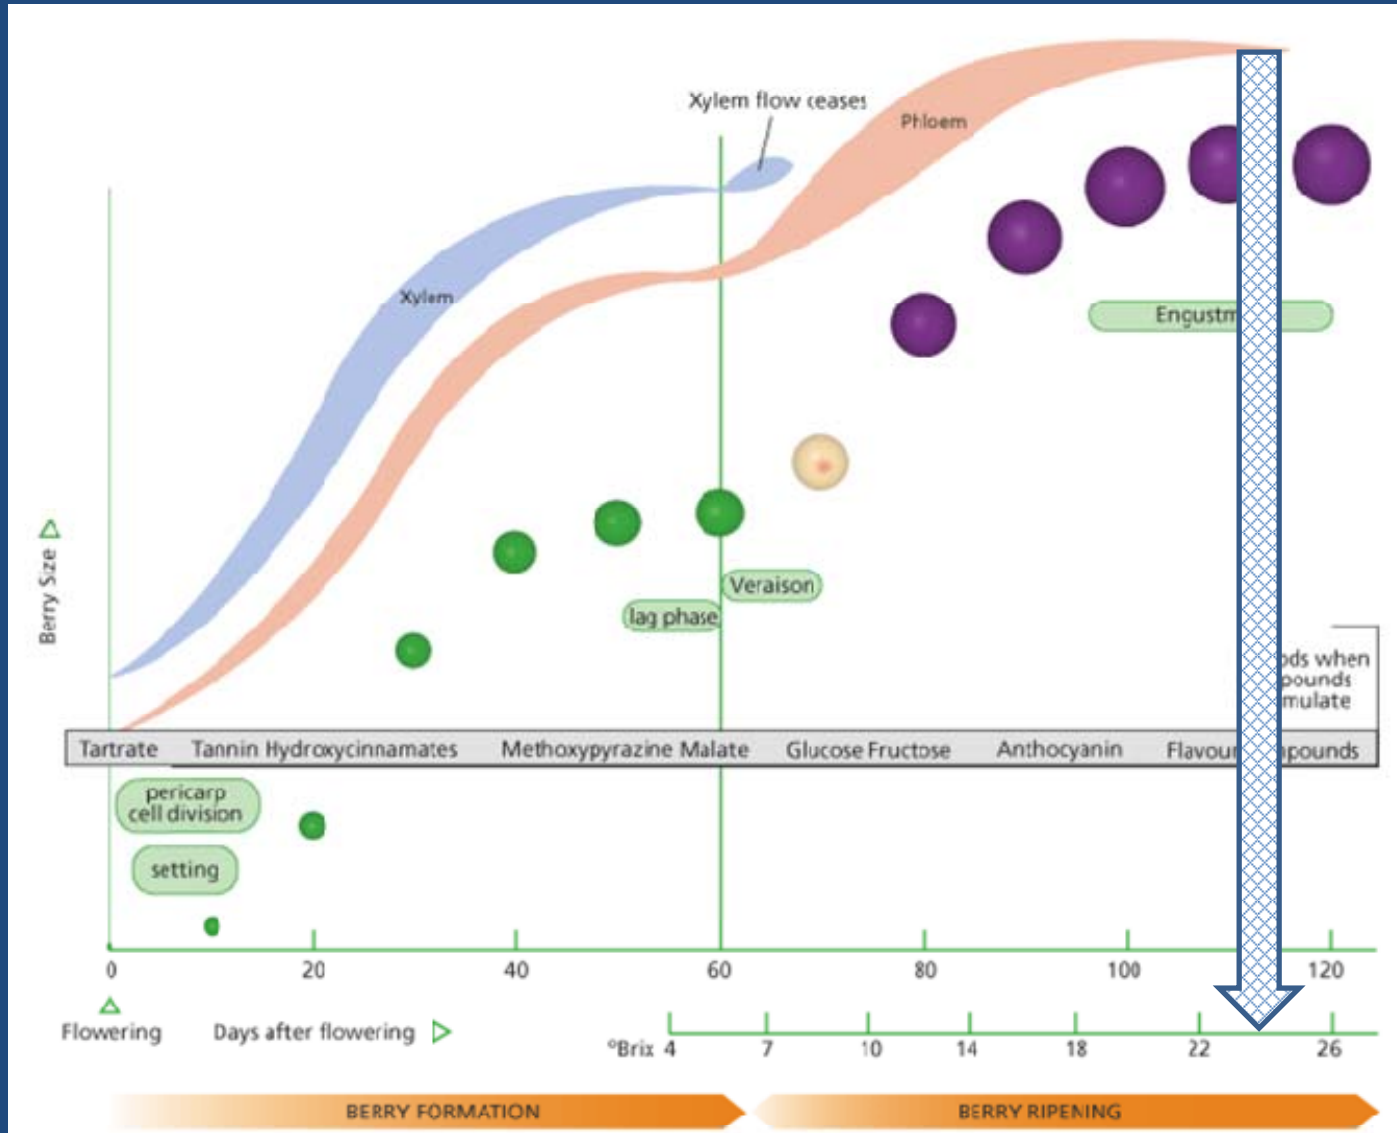 Xylem flow ceases
Phloem
Xylem
Engustm
Berry Size
Veraison
lag phase
ods when
pounds
mulate
Tartrate Tannin Hydroxycinnamates Methoxypyrazine Malate Glucose Fructose Anthocyanin Flavour pounds
pericarp
cell division
setting
0 20 40 60 80 100 120
Flowering Days after flowering
°Brix 4 7 10 14 18 22 26
BERRY FORMATION BERRY RIPENING